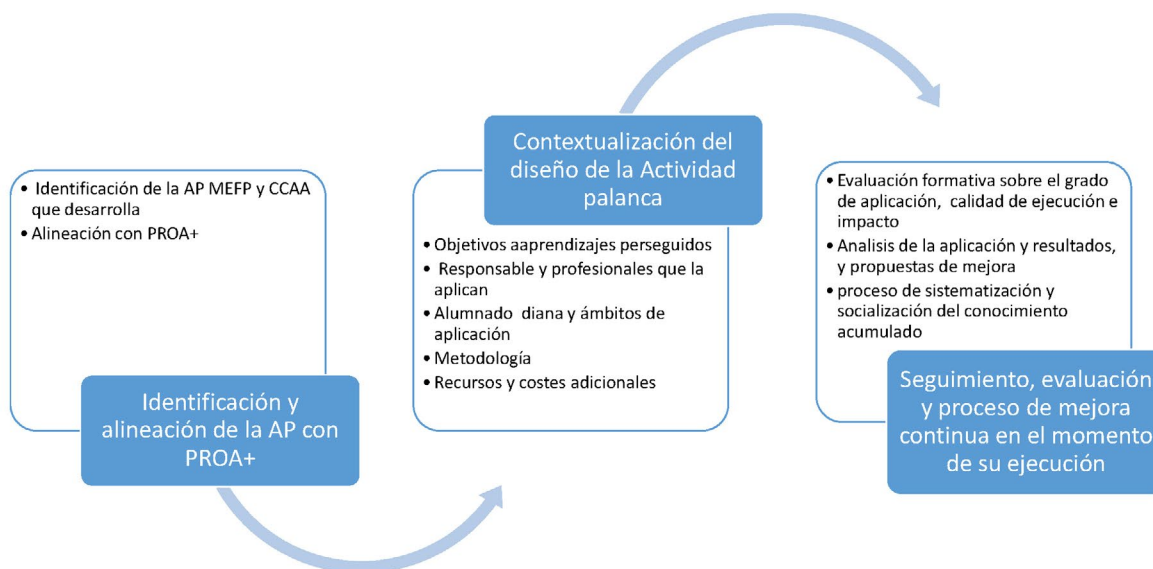 • Identificación de la AP MEFP y CCAA
que desarrolla
• Alineación con PROA+
Identificación y
alineación de la AP con
PROA+
Contextualización del
diseño de la Actividad
palanca
• Objetivos aaprendizajes perseguidos
• Responsable y profesionales que la
aplican
• Alumnado diana y ámbitos de
aplicación
• Metodología
• Recursos y costes adicionales
• Evaluación formativa sobre el grado
de aplicación, calidad de ejecución e
impacto
• Analisis de la aplicación y resultados,
y propuestas de mejora
• proceso de sistematización y
socialización del conocimiento
acumulado
Seguimiento, evaluación
y proceso de mejora
continua en el momento
de su ejecución